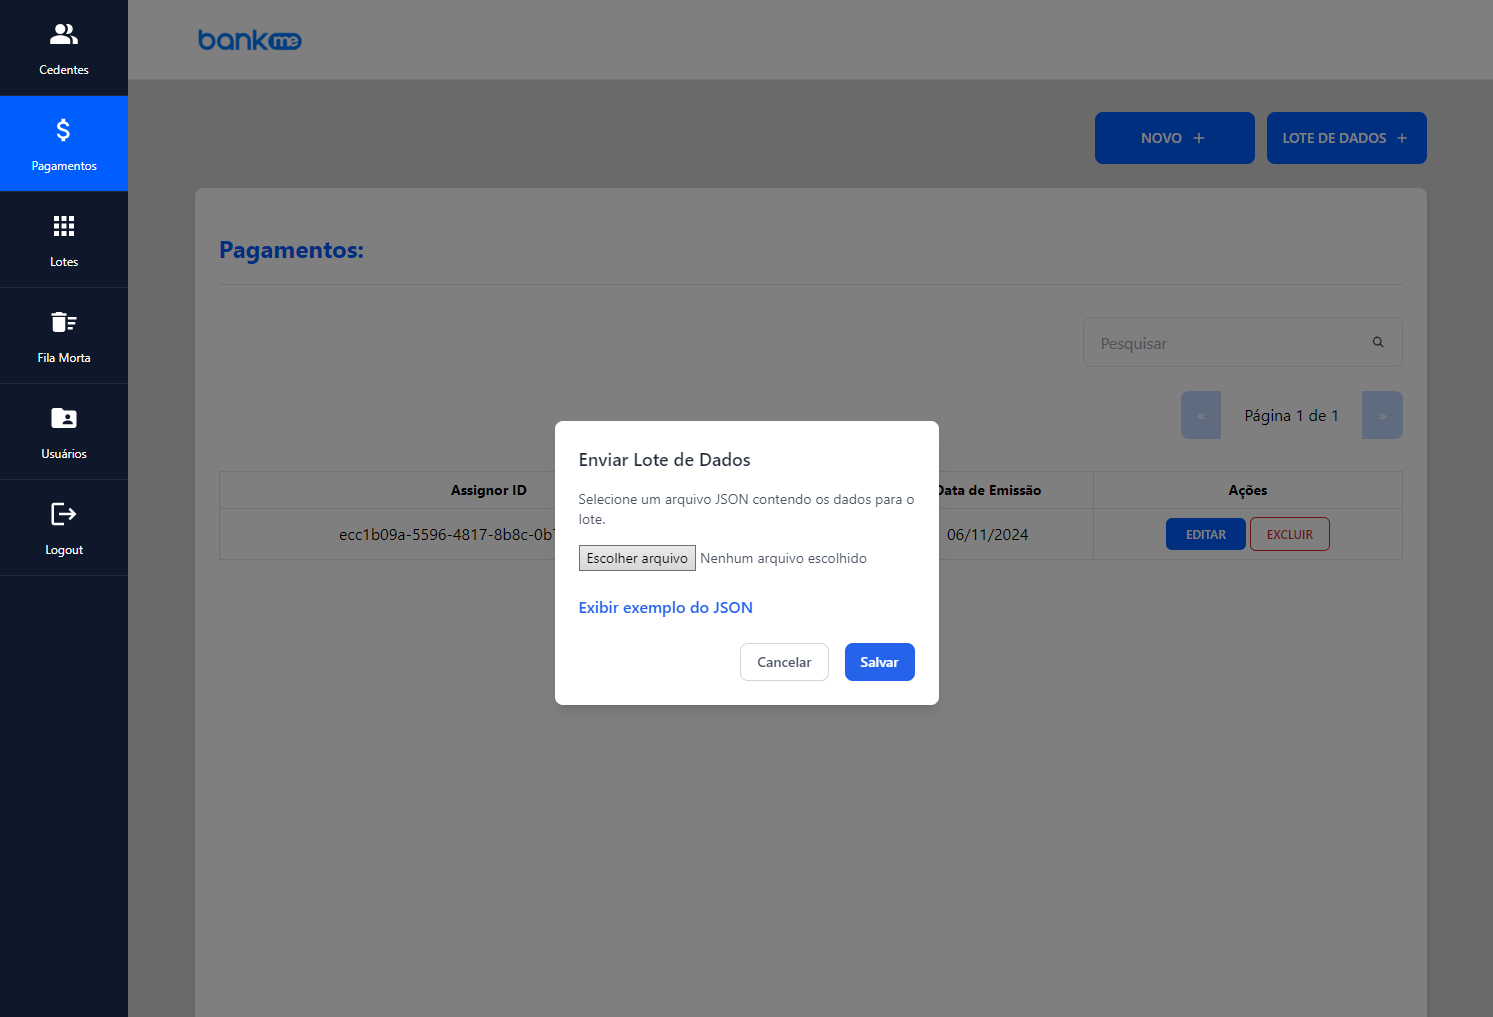 Cedentes
Pagamentos
Lotes
Fila Morta
Usuários
Logout
bankme
NOVO +
LOTE DE DADOS +
Pagamentos:
Pesquisar
«
Página 1 de 1
»
Assignor ID
Data de Emissão
Ações
ecc1b09a-5596-4817-8b8c-0b
06/11/2024
EDITAR
EXCLUIR
Enviar Lote de Dados
Selecione um arquivo JSON contendo os dados para o
lote.
Escolher arquivo Nenhum arquivo escolhido
Exibir exemplo do JSON
Cancelar
Salvar